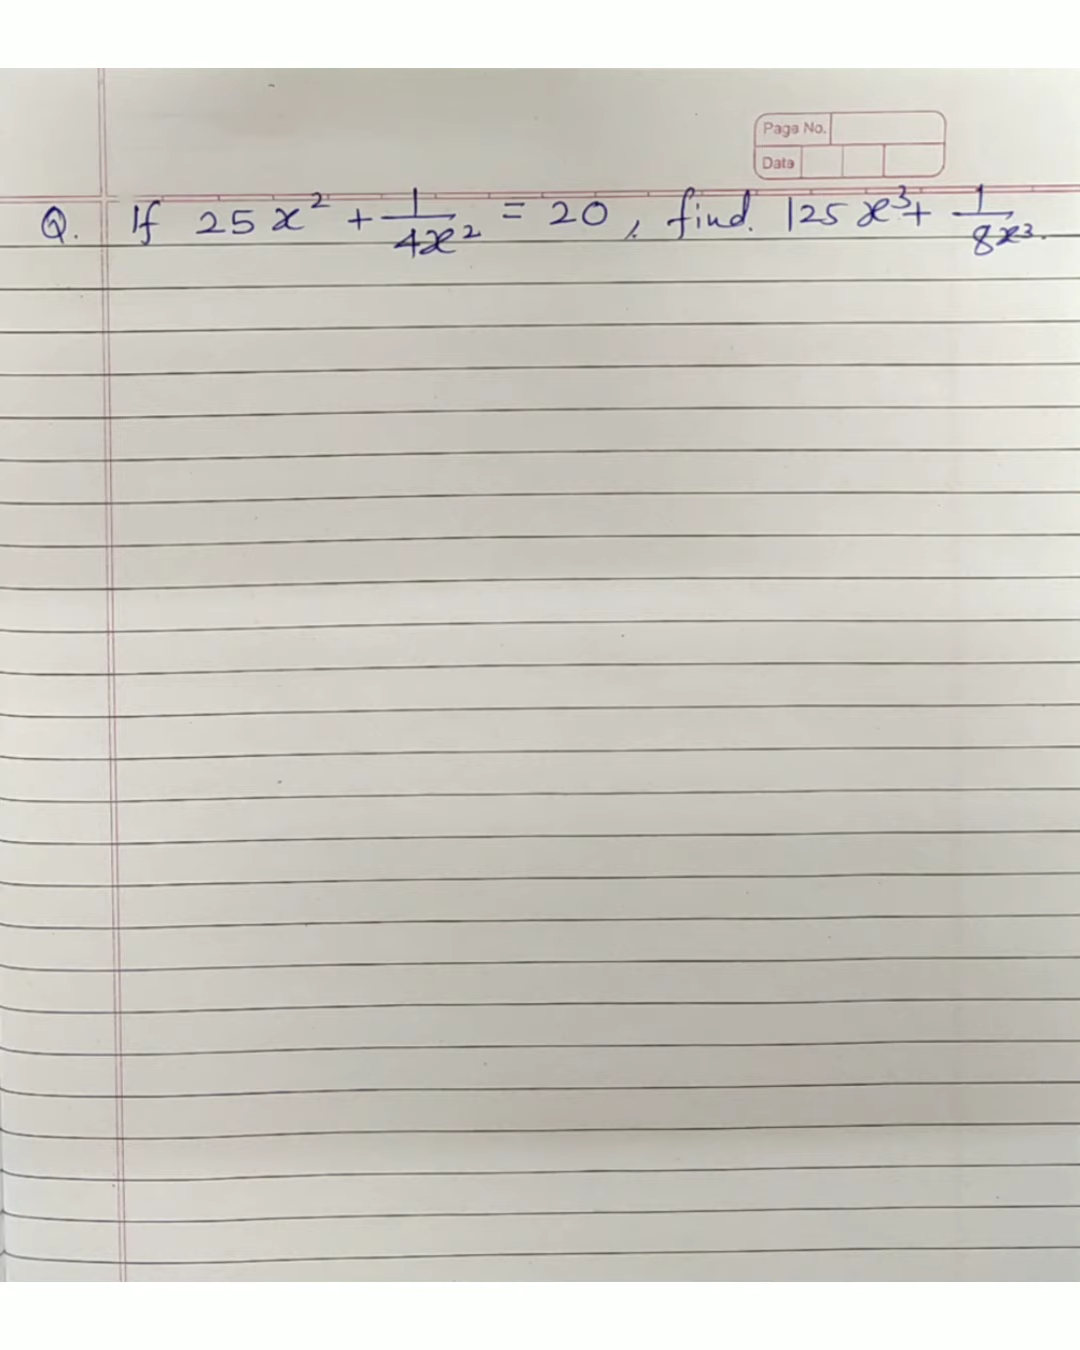 Page No.
Date
Q. If 25x² + 1/4x² = 20, find. 125x³ + 1/8x³.